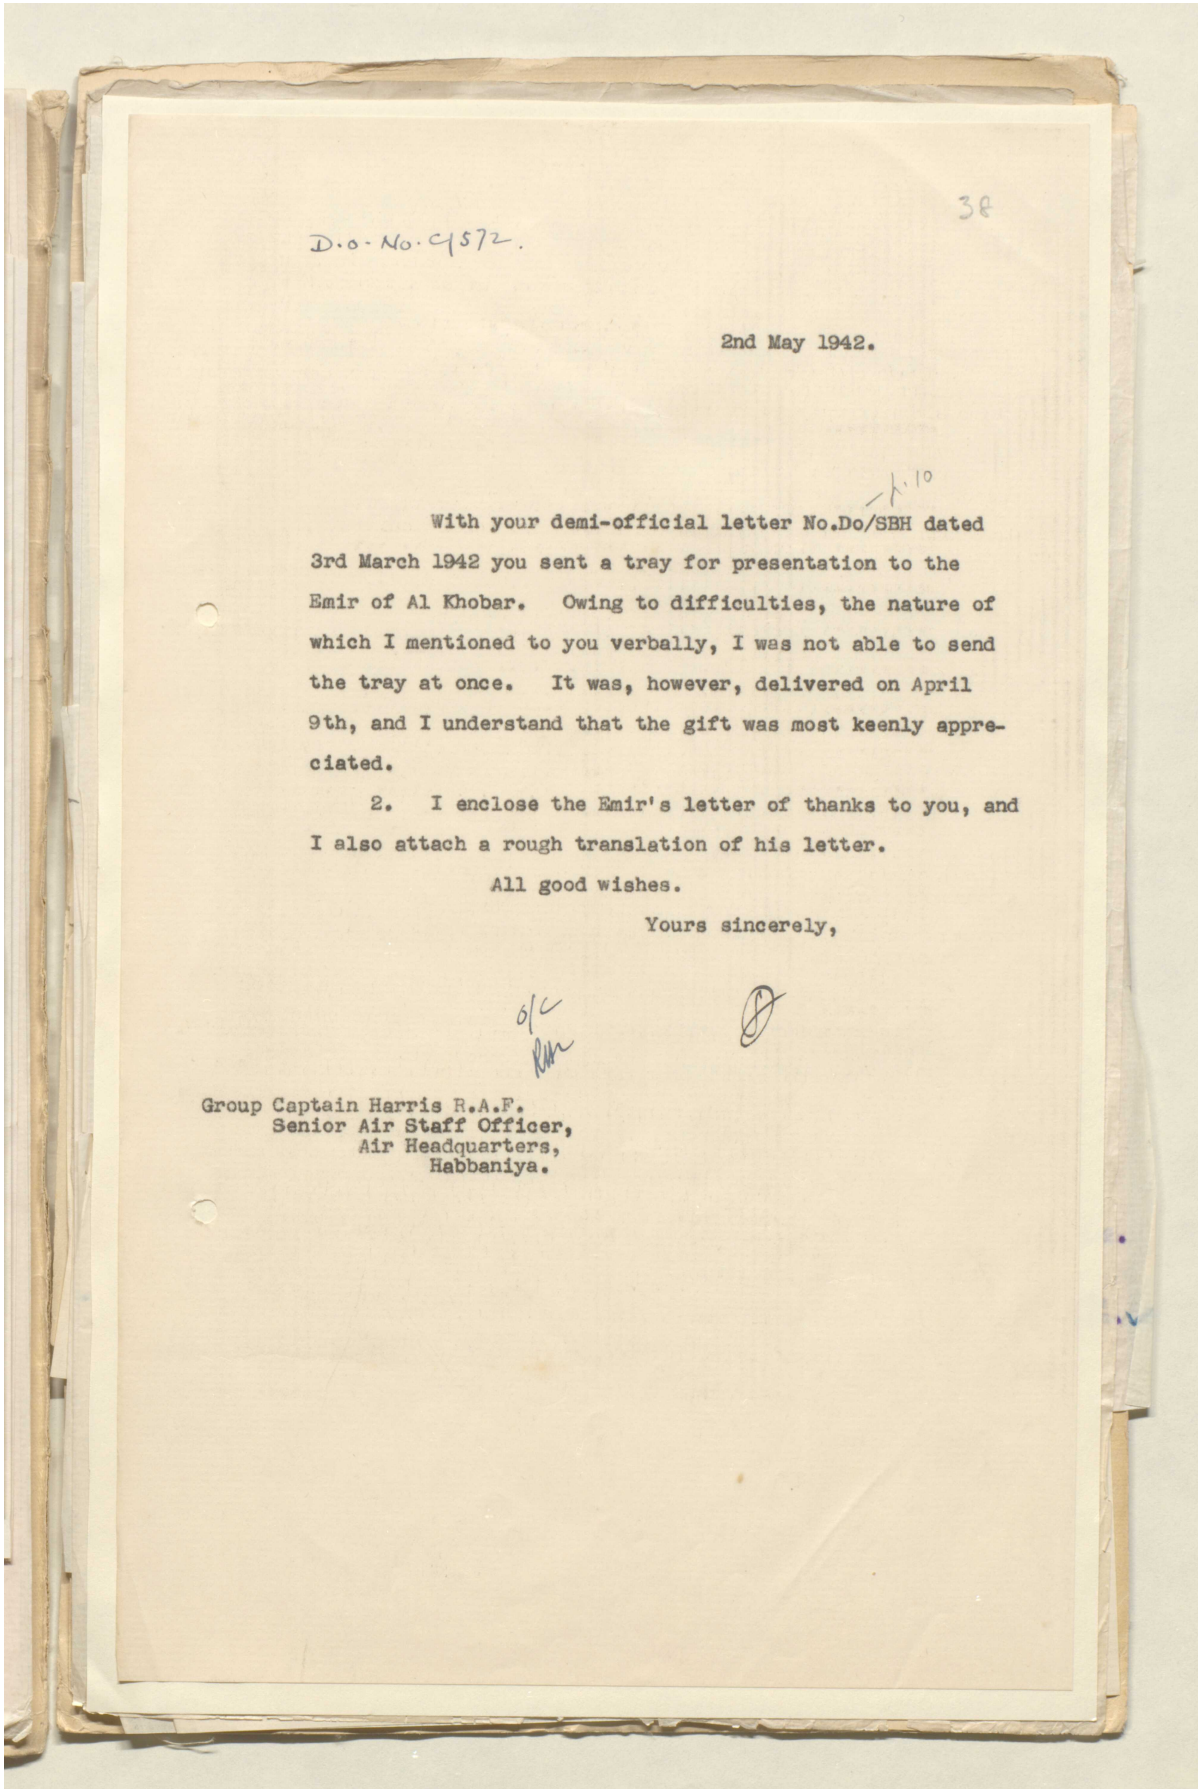 38
D.o. No. C/572.
2nd May 1942.
p.10
With your demi-official letter No.Do/SBH dated
3rd March 1942 you sent a tray for presentation to the
Emir of Al Khobar. Owing to difficulties, the nature of
which I mentioned to you verbally, I was not able to send
the tray at once. It was, however, delivered on April
9th, and I understand that the gift was most keenly appre-
ciated.
2. I enclose the Emir's letter of thanks to you, and
I also attach a rough translation of his letter.
All good wishes.
Yours sincerely,
O/C
Group Captain Harris R.A.F.
Senior Air Staff Officer,
Air Headquarters,
Habbaniya.